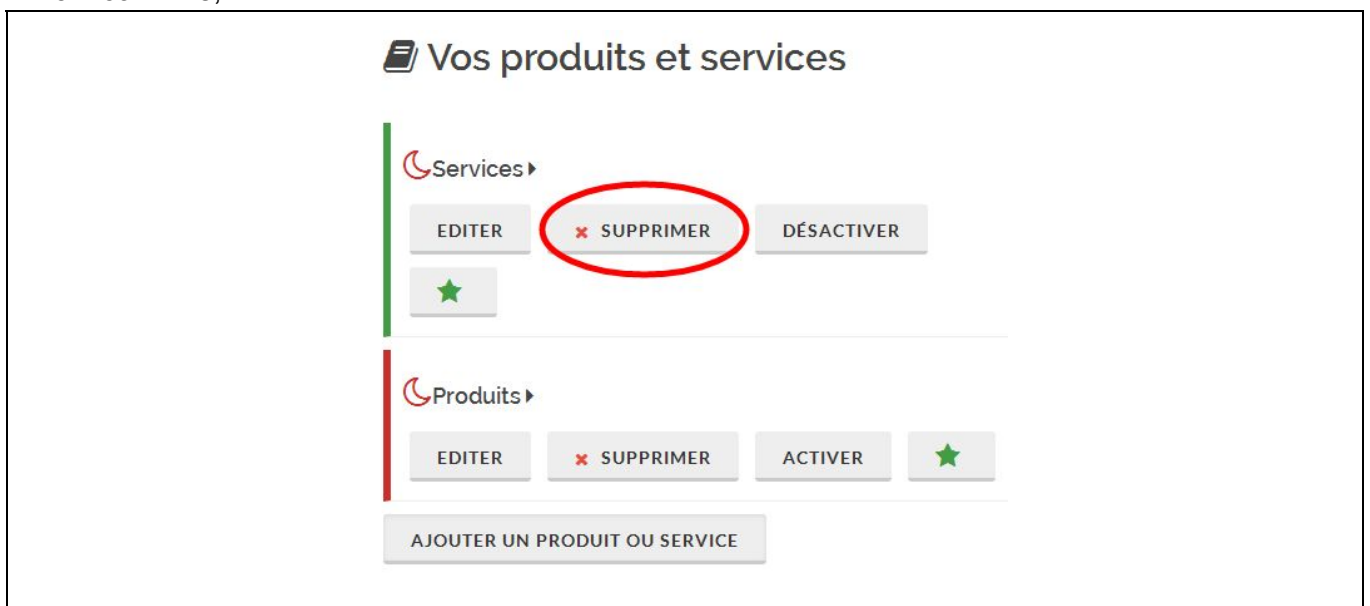 Vos produits et services
Services
EDITER SUPPRIMER DÉSACTIVER
Produits
EDITER SUPPRIMER ACTIVER
AJOUTER UN PRODUIT OU SERVICE